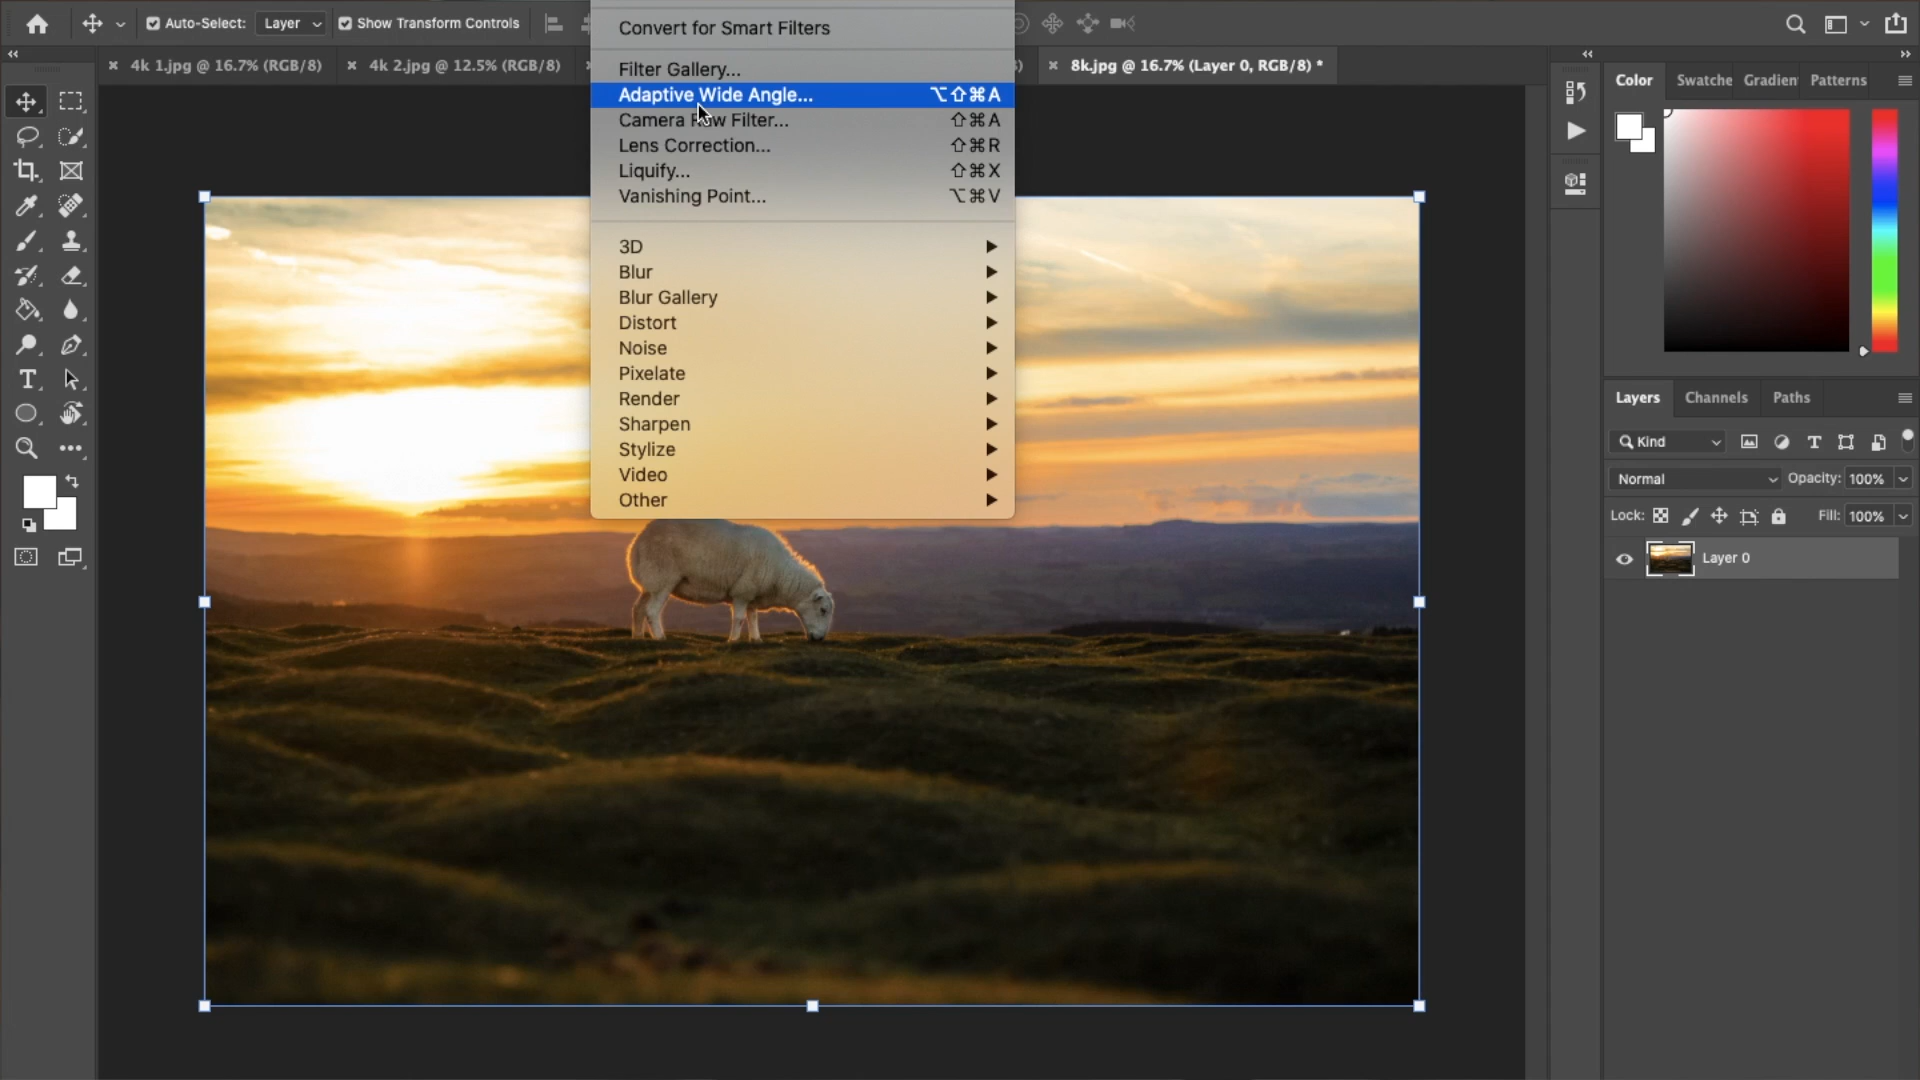 Auto-Select:
Layer
Show Transform Controls
4k 1.jpg @ 16.7% (RGB/8)
4k 2.jpg @ 12.5% (RGB/8)
8k.jpg @ 16.7% (Layer 0, RGB/8) *
Convert for Smart Filters
Filter Gallery...
Adaptive Wide Angle... ⌥⇧⌘A
Camera Raw Filter... ⇧⌘A
Lens Correction... ⇧⌘R
Liquify... ⇧⌘X
Vanishing Point... ⌥⌘V
3D
Blur
Blur Gallery
Distort
Noise
Pixelate
Render
Sharpen
Stylize
Video
Other
Color
Swatche
Gradien
Patterns
Layers
Channels
Paths
Kind
Normal
Opacity: 100%
Lock:
Fill: 100%
Layer 0